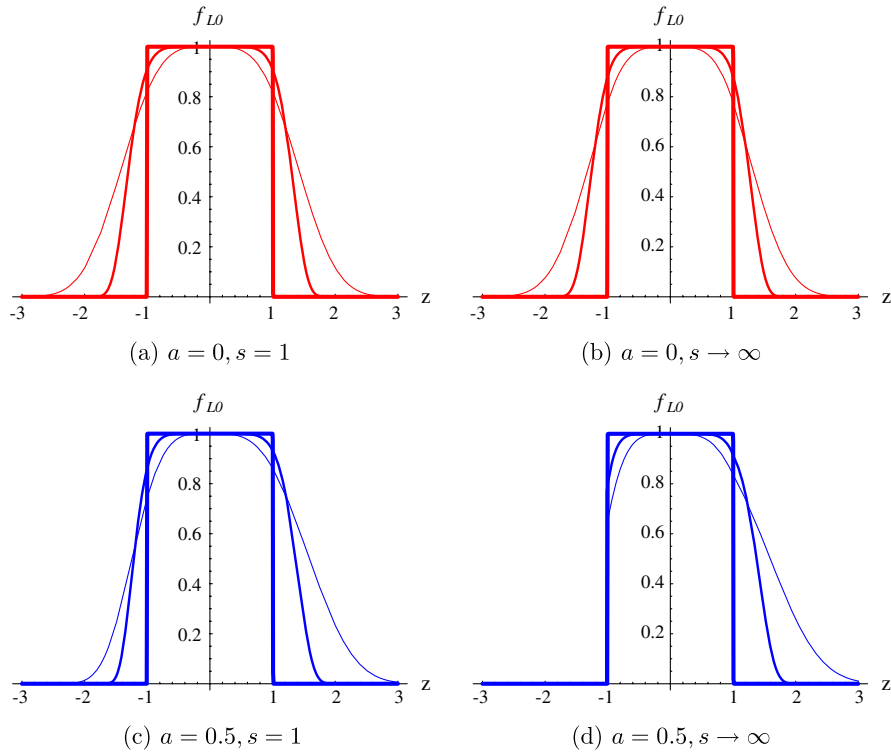 f_{L0} f_{L0}
1 1
0.8 0.8
0.6 0.6
0.4 0.4
0.2 0.2
-3 -2 -1 1 2 3 z -3 -2 -1 1 2 3 z
(a) a = 0, s = 1 (b) a = 0, s → ∞
f_{L0} f_{L0}
1 1
0.8 0.8
0.6 0.6
0.4 0.4
0.2 0.2
-3 -2 -1 1 2 3 z -3 -2 -1 1 2 3 z
(c) a = 0.5, s = 1 (d) a = 0.5, s → ∞